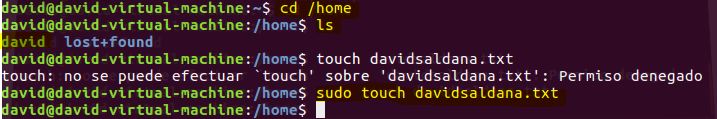 david@david-virtual-machine:~$ cd /home
david@david-virtual-machine:/home$ ls
david  lost+found
david@david-virtual-machine:/home$ touch davidsaldana.txt
touch: no se puede efectuar `touch' sobre 'davidsaldana.txt': Permiso denegado
david@david-virtual-machine:/home$ sudo touch davidsaldana.txt
david@david-virtual-machine:/home$